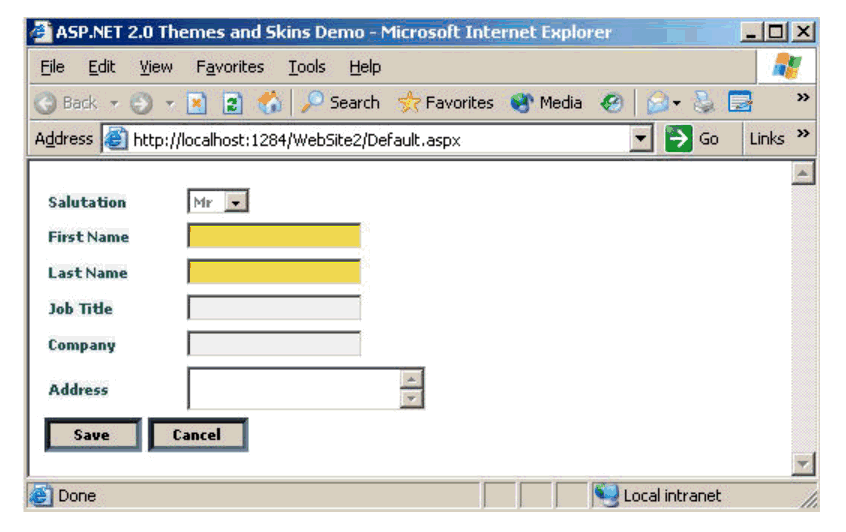 ASP.NET 2.0 Themes and Skins Demo - Microsoft Internet Explorer
File Edit View Favorites Tools Help
Back Search Favorites Media »
Address http://localhost:1284/WebSite2/Default.aspx Go Links »
Salutation Mr
First Name
Last Name
Job Title
Company
Address
Save Cancel
Done Local intranet